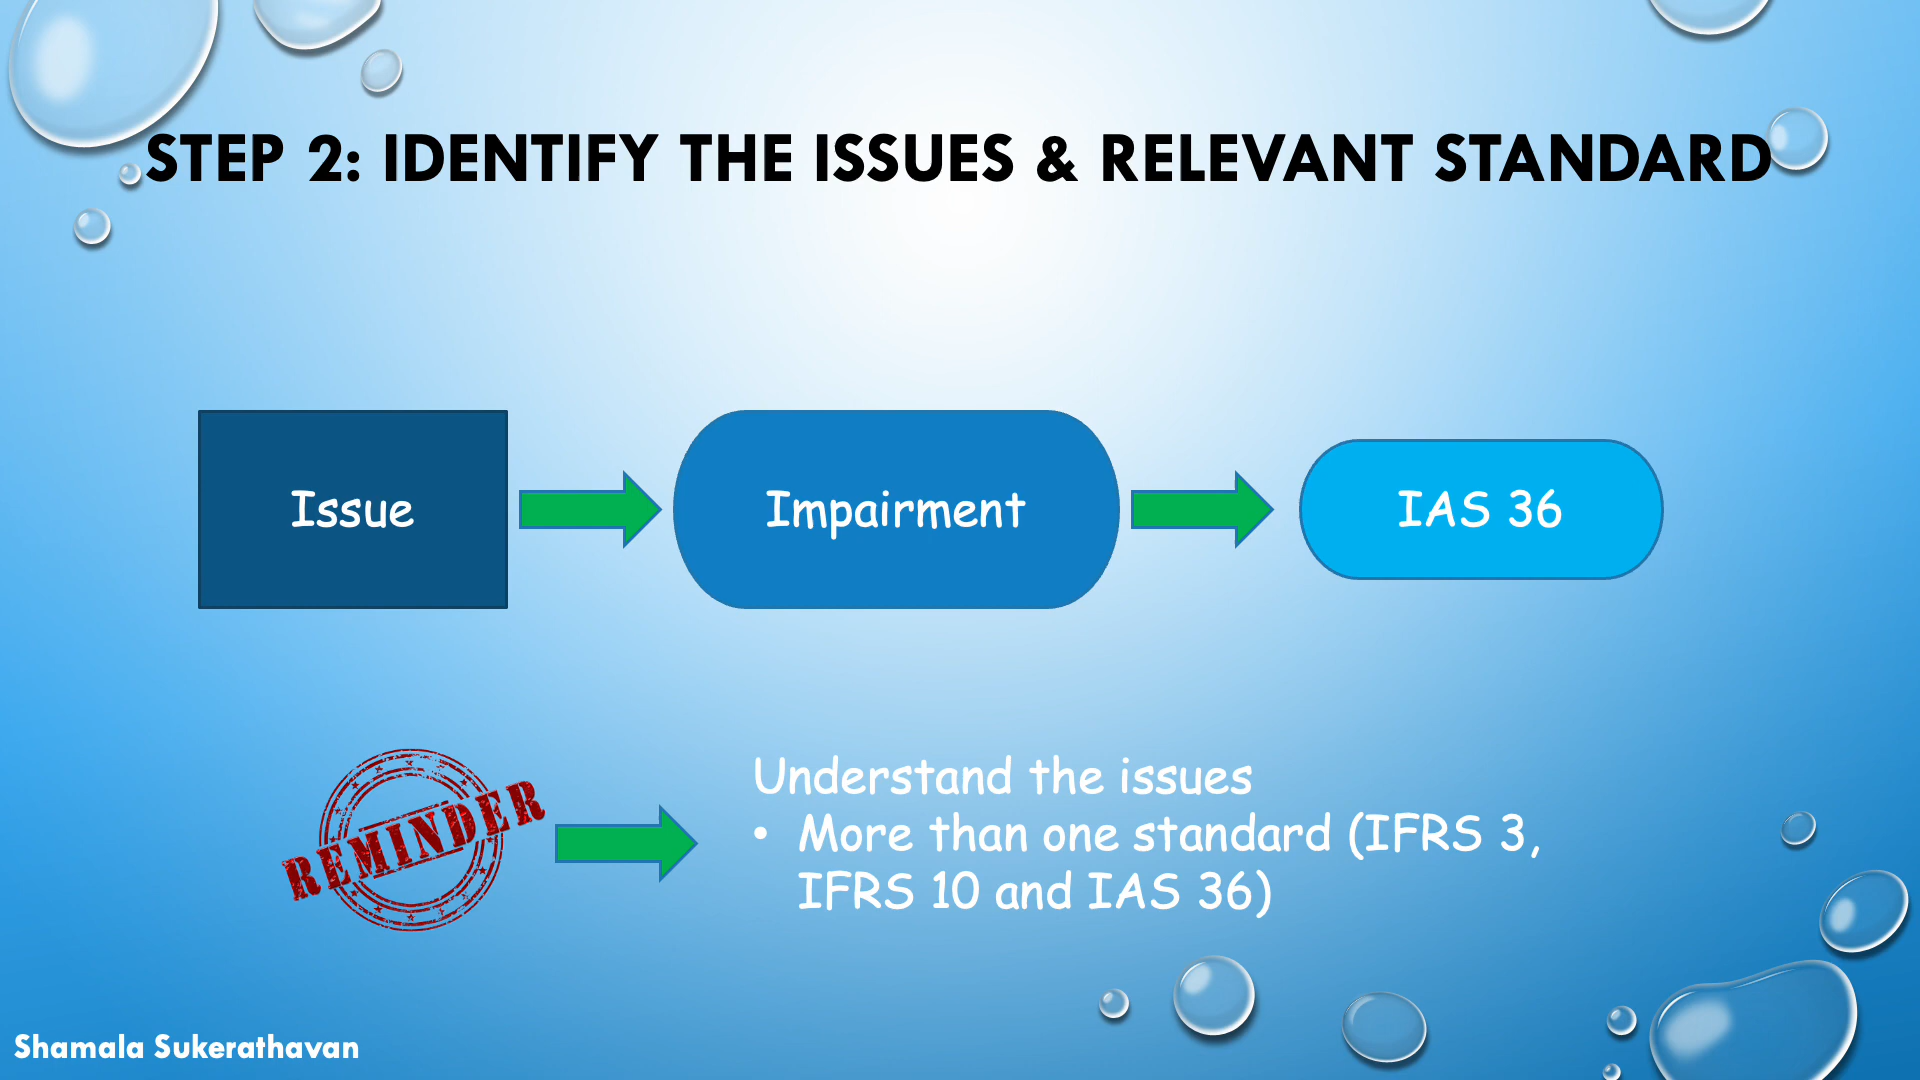 STEP 2: IDENTIFY THE ISSUES & RELEVANT STANDARD
Issue
Impairment
IAS 36
REMINDER
Understand the issues
• More than one standard (IFRS 3,
IFRS 10 and IAS 36)
Shamala Sukerathavan